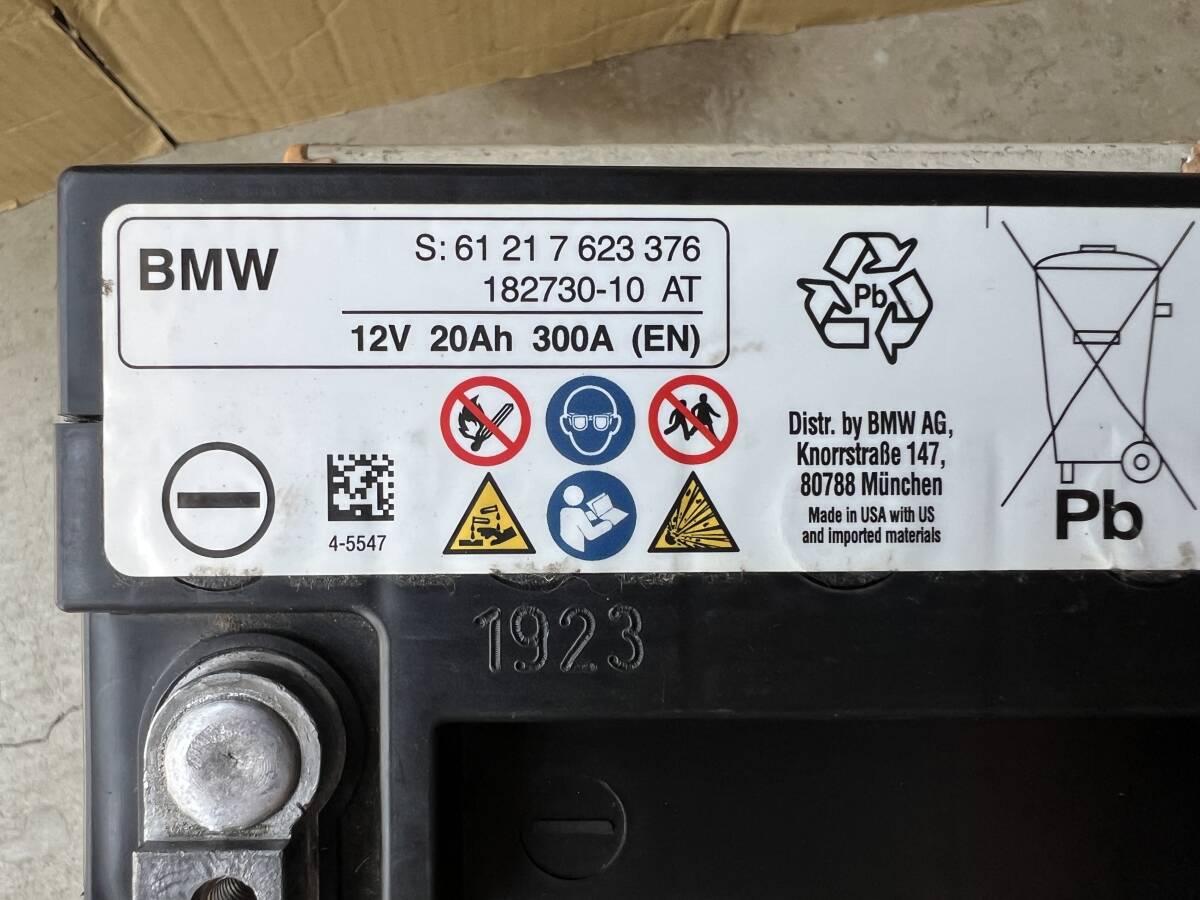 BMW
S: 61 21 7 623 376
182730-10 AT
12V 20Ah 300A (EN)
Pb
4-5547
Distr. by BMW AG,
Knorrstraße 147,
80788 München
Made in USA with US
and imported materials
Pb
1923